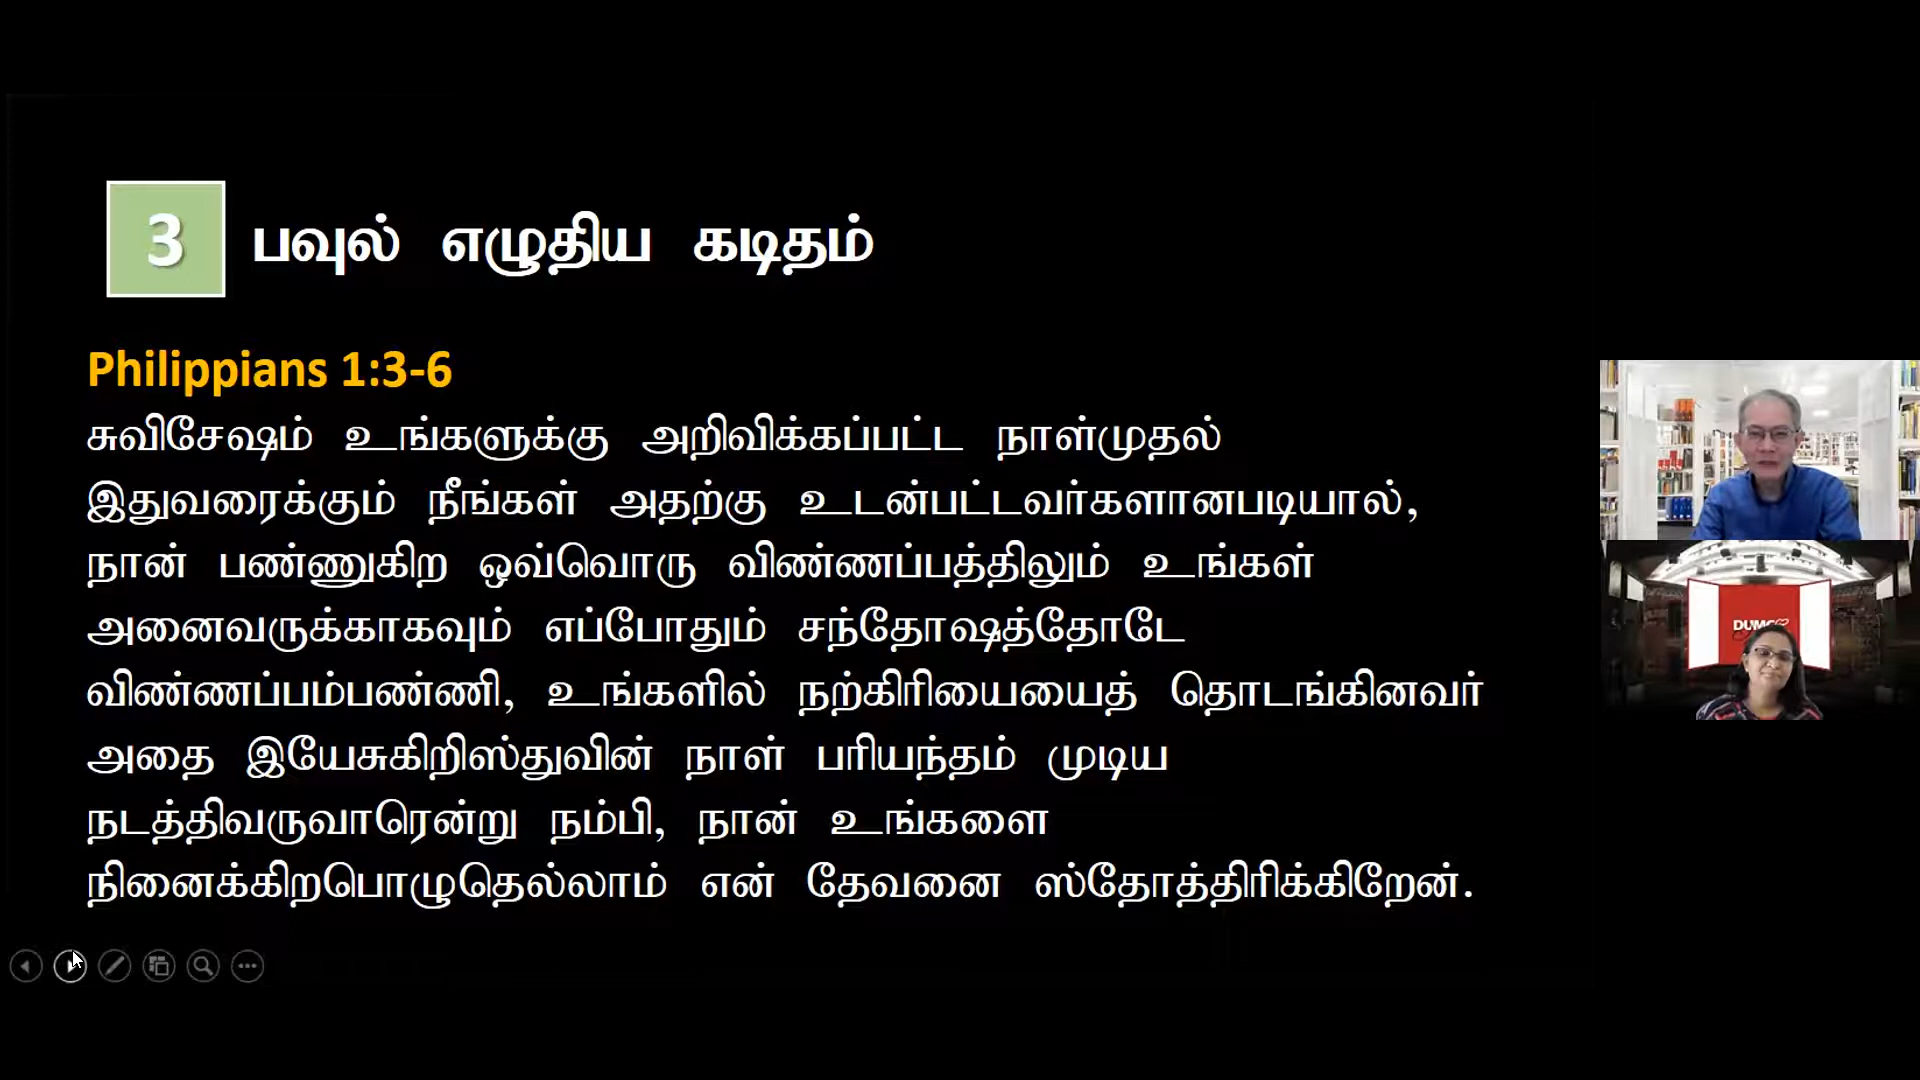 3 பவுல் எழுதிய கடிதம்
Philippians 1:3-6
சுவிசேஷம் உங்களுக்கு அறிவிக்கப்பட்ட நாள்முதல்
இதுவரைக்கும் நீங்கள் அதற்கு உடன்பட்டவர்களானபடியால்,
நான் பண்ணுகிற ஒவ்வொரு விண்ணப்பத்திலும் உங்கள்
அனைவருக்காகவும் எப்போதும் சந்தோஷத்தோடே
விண்ணப்பம்பண்ணி, உங்களில் நற்கிரியையைத் தொடங்கினவர்
அதை இயேசுகிறிஸ்துவின் நாள் பரியந்தம் முடிய
நடத்திவருவாரென்று நம்பி, நான் உங்களை
நினைக்கிறபொழுதெல்லாம் என் தேவனை ஸ்தோத்திரிக்கிறேன்.
DUMC